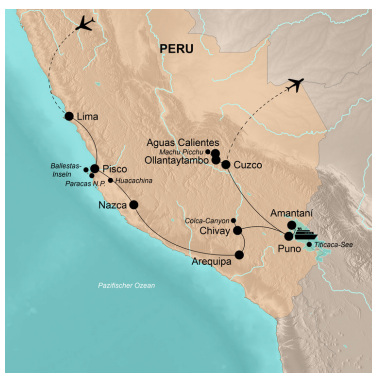 PERU
Lima
Aguas Calientes
Machu Picchu
Ollantaytambo
Cuzco
Ballestas-
Inseln
Pisco
Paracas N.P.
Huacachina
Nazca
Amantaní
Colca-Canyon
Chivay
Puno
Titicaca-See
Arequipa
Pazifischer Ozean